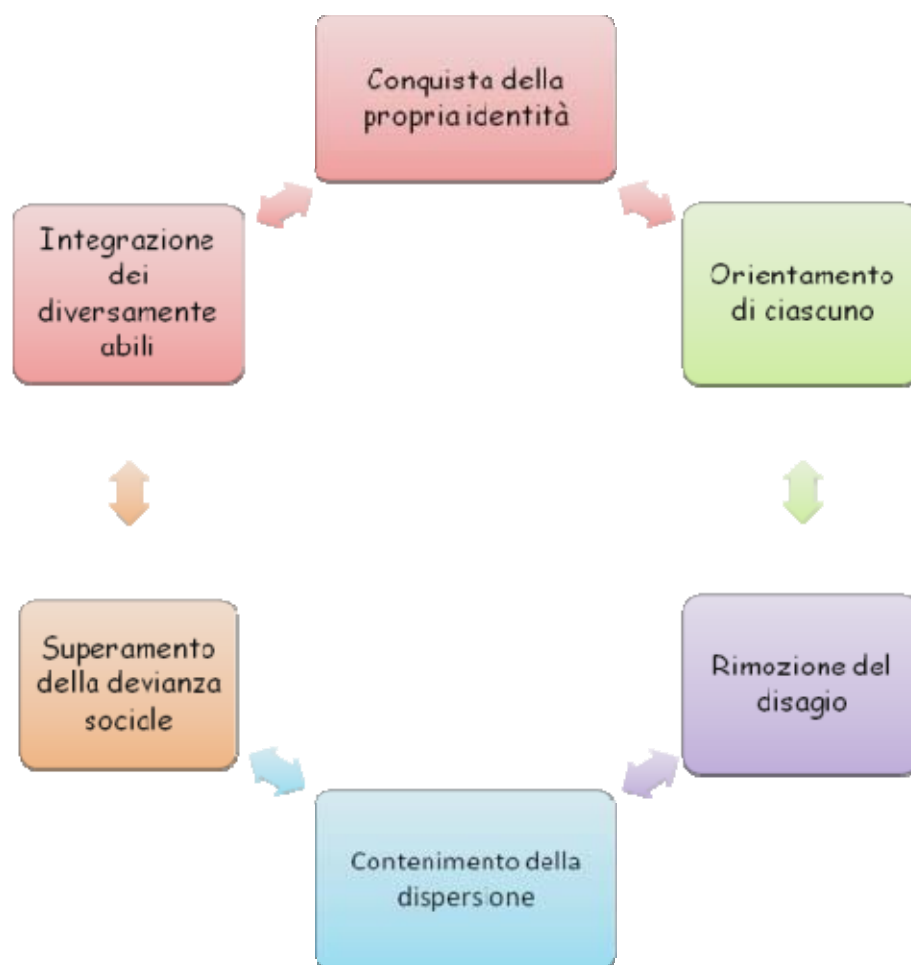 Conquista della
propria identità
Orientamento
di ciascuno
Rimozione del
disagio
Contenimento della
dispersione
Superamento
della devianza
sociale
Integrazione
dei
diversamente
abili